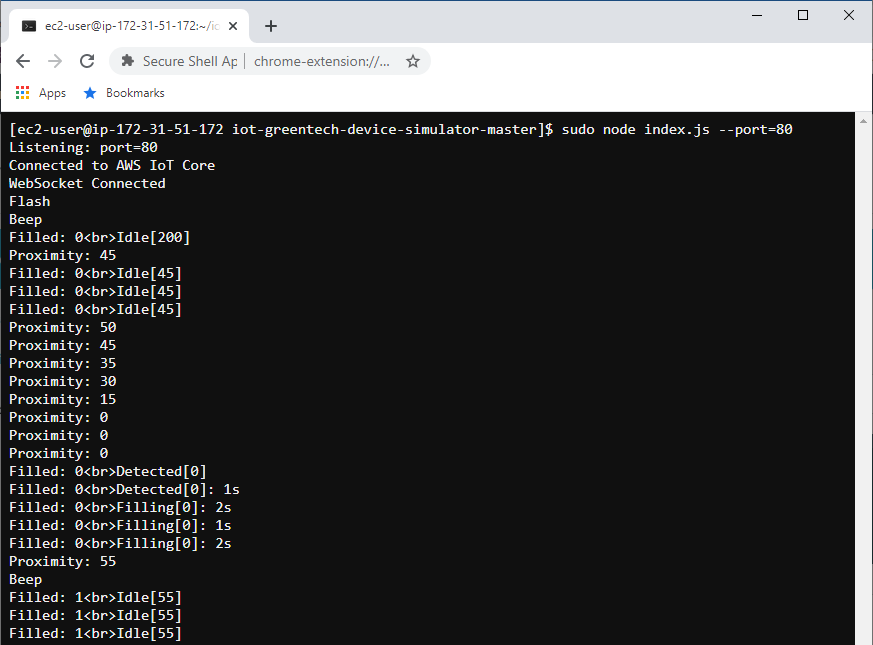 ec2-user@ip-172-31-51-172:~/io
Secure Shell Ap
chrome-extension://...
Apps
Bookmarks
[ec2-user@ip-172-31-51-172 iot-greentech-device-simulator-master]$ sudo node index.js --port=80
Listening: port=80
Connected to AWS IoT Core
WebSocket Connected
Flash
Beep
Filled: 0<br>Idle[200]
Proximity: 45
Filled: 0<br>Idle[45]
Filled: 0<br>Idle[45]
Filled: 0<br>Idle[45]
Proximity: 50
Proximity: 45
Proximity: 35
Proximity: 30
Proximity: 15
Proximity: 0
Proximity: 0
Proximity: 0
Filled: 0<br>Detected[0]
Filled: 0<br>Detected[0]: 1s
Filled: 0<br>Filling[0]: 2s
Filled: 0<br>Filling[0]: 1s
Filled: 0<br>Filling[0]: 2s
Proximity: 55
Beep
Filled: 1<br>Idle[55]
Filled: 1<br>Idle[55]
Filled: 1<br>Idle[55]